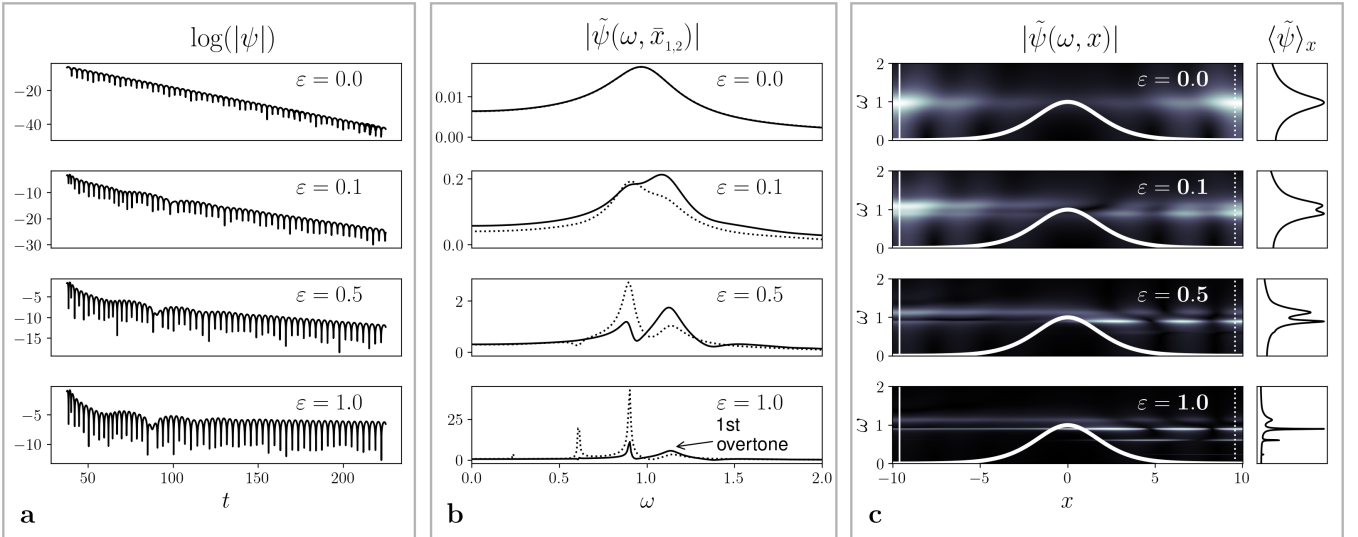 log(|ψ|)
ε = 0.0
−20
−40
ε = 0.1
−10
−20
−30
ε = 0.5
−5
−10
−15
ε = 1.0
−5
−10
50 100 150 200
t
a
|ψ̃(ω, x̄₁,₂)|
ε = 0.0
0.01
0.00
ε = 0.1
0.2
0.0
ε = 0.5
2
0
ε = 1.0
25
0
1st
overtone
0.0 0.5 1.0 1.5 2.0
ω
b
|ψ̃(ω, x)| ⟨ψ̃⟩ₓ
2
ε = 0.0
ω 1
0
2
ε = 0.1
ω 1
0
2
ε = 0.5
ω 1
0
2
ε = 1.0
ω 1
0
−10 −5 0 5 10
x
c